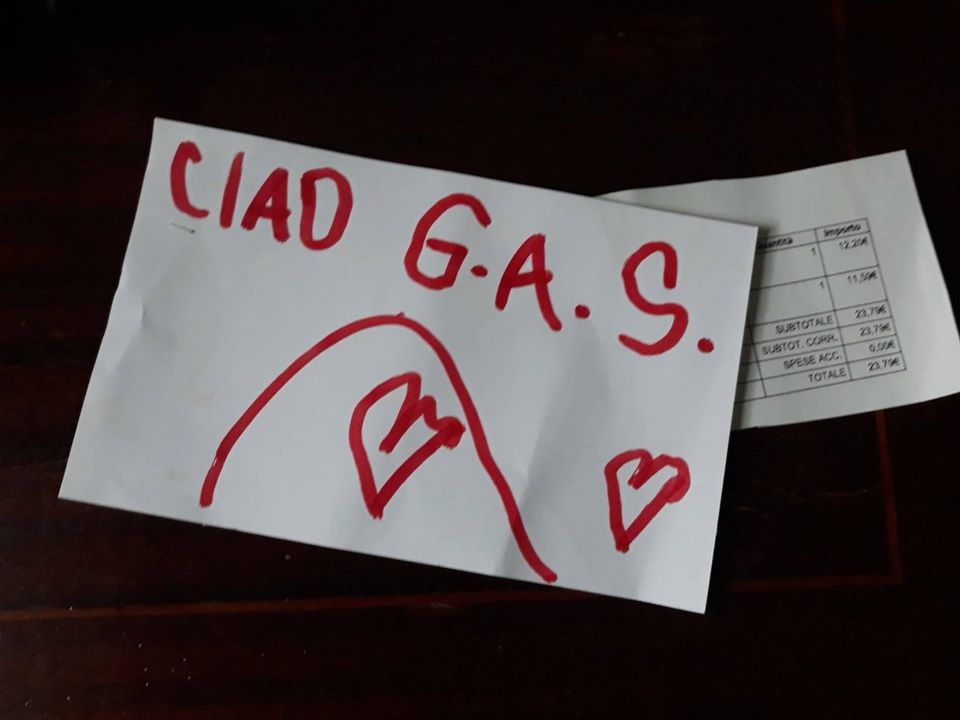 CIAO G.A.S.
Quantità Importo
1 12,20€
1 11,59€
SUBTOTALE 23,79€
SUBTOT. CORR. 23,79€
SPESE ACC. 0,00€
TOTALE 23,79€